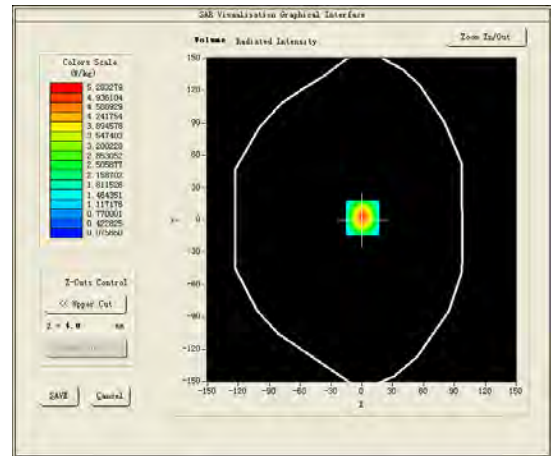 SAR Visualisation Graphical Interface
Volume Radiated Intensity
Zoom In/Out
Colors Scale
(W/kg)
4.936104
4.241754
3.894578
3.547403
3.200228
2.853052
2.505877
2.158702
1.811526
1.464351
1.117176
0.770001
0.422825
0.075650
150
120
90
60
30
0
-30
-60
-90
-120
-150
-150 -120 -90 -60 -30 0 30 60 90 120 150
Y
X
Z-Cuts Control
<< Upper Cut
Z = 4.0 mm
SAVE
Cancel